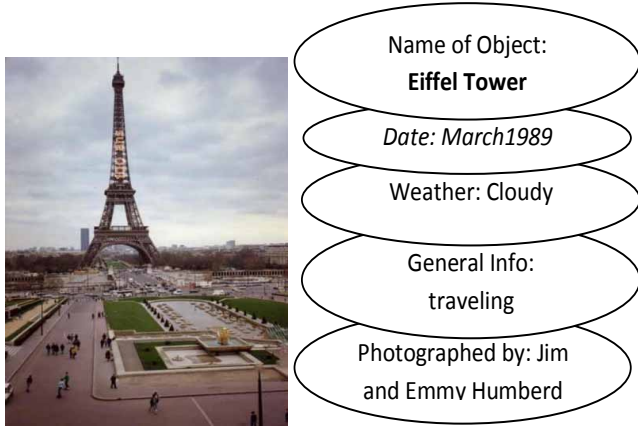 Name of Object:
Eiffel Tower
Date: March1989
Weather: Cloudy
General Info:
traveling
Photographed by: Jim
and Emmy Humberd